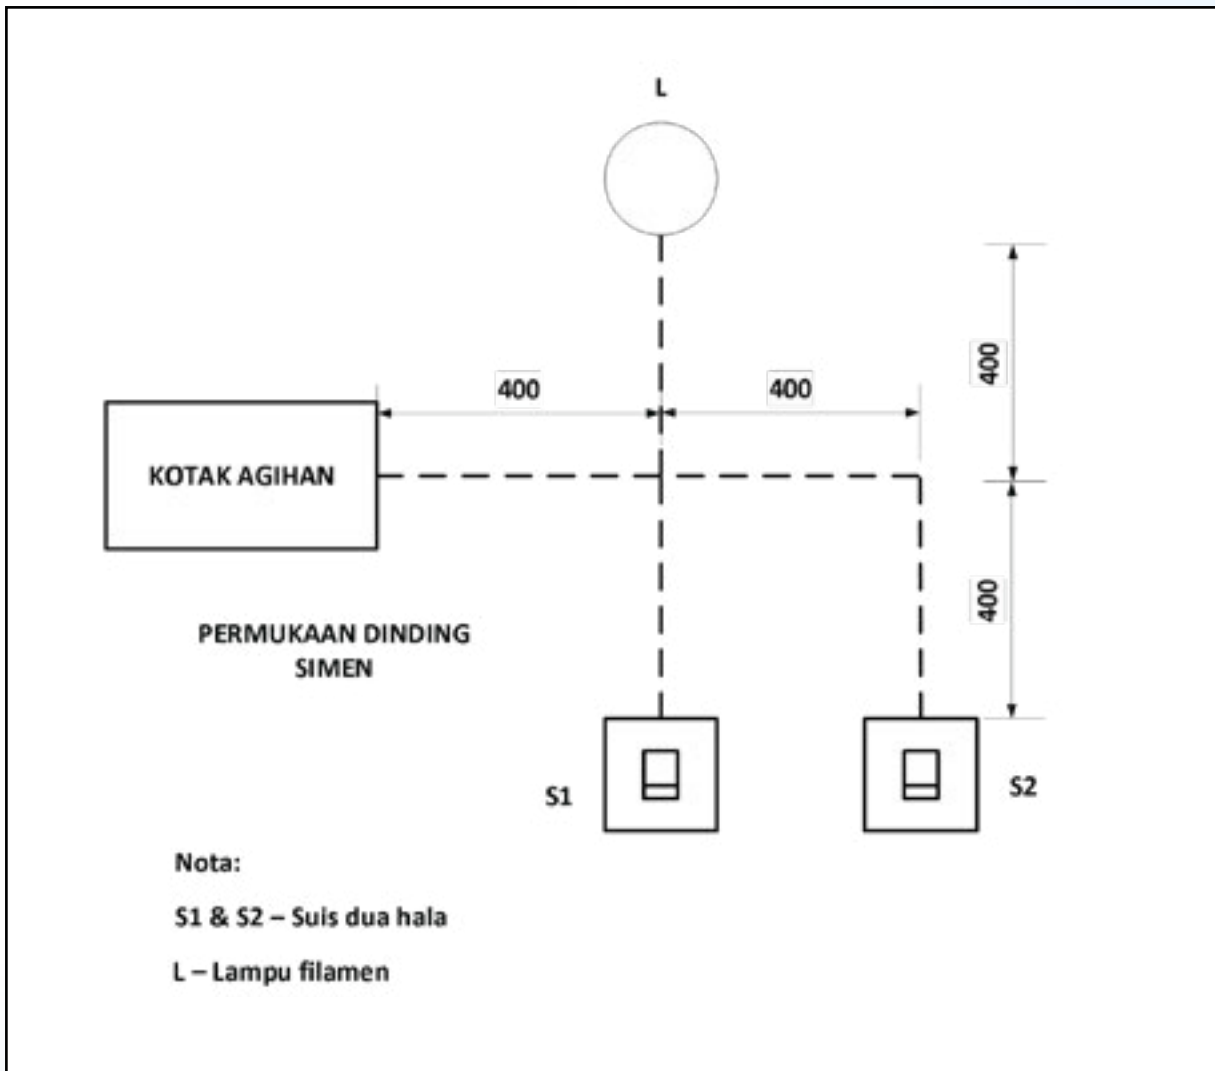 L
400
400
400
KOTAK AGIHAN
400
PERMUKAAN DINDING
SIMEN
S1
S2
Nota:
S1 & S2 – Suis dua hala
L – Lampu filamen